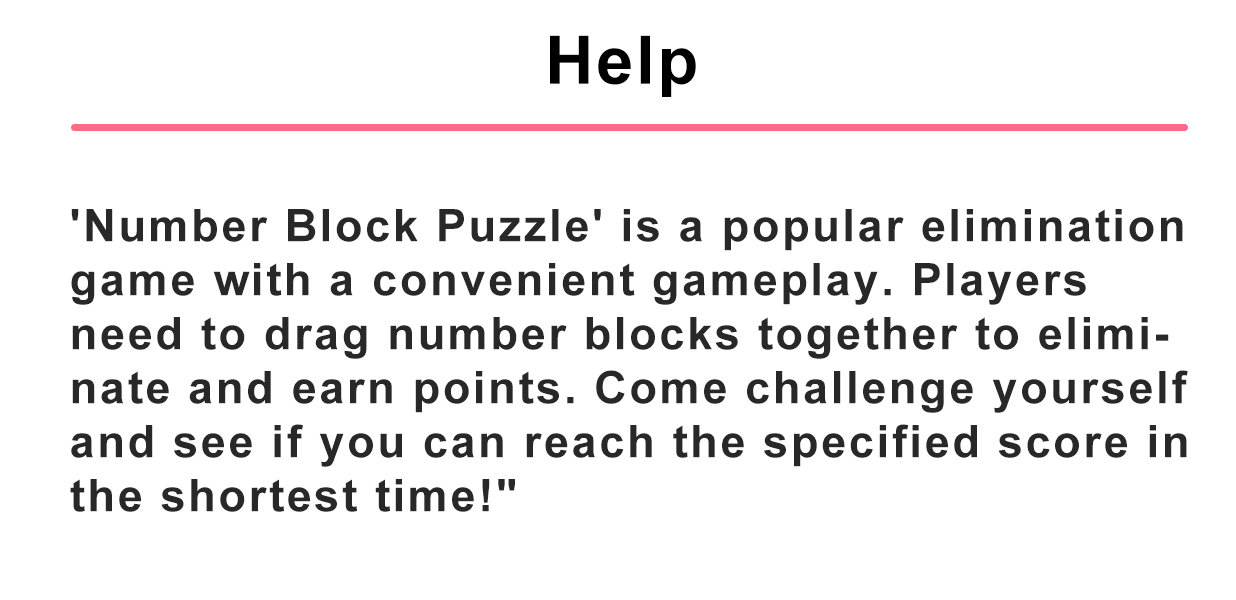 Help
'Number Block Puzzle' is a popular elimination
game with a convenient gameplay. Players
need to drag number blocks together to elimi-
nate and earn points. Come challenge yourself
and see if you can reach the specified score in
the shortest time!"